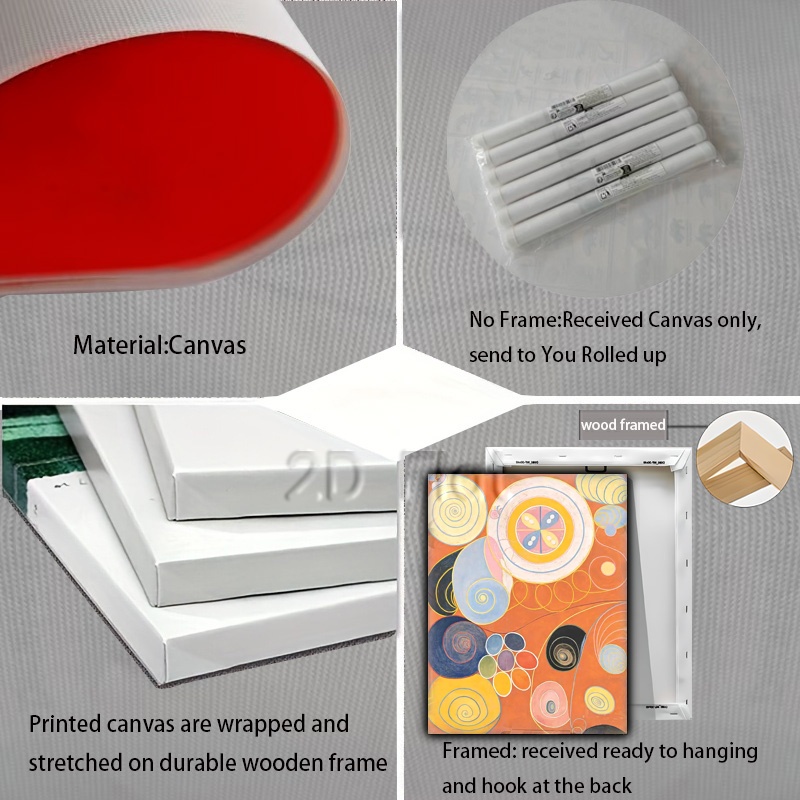 Material:Canvas
No Frame:Received Canvas only,
send to You Rolled up
wood framed
2D
Printed canvas are wrapped and
stretched on durable wooden frame
Framed: received ready to hanging
and hook at the back